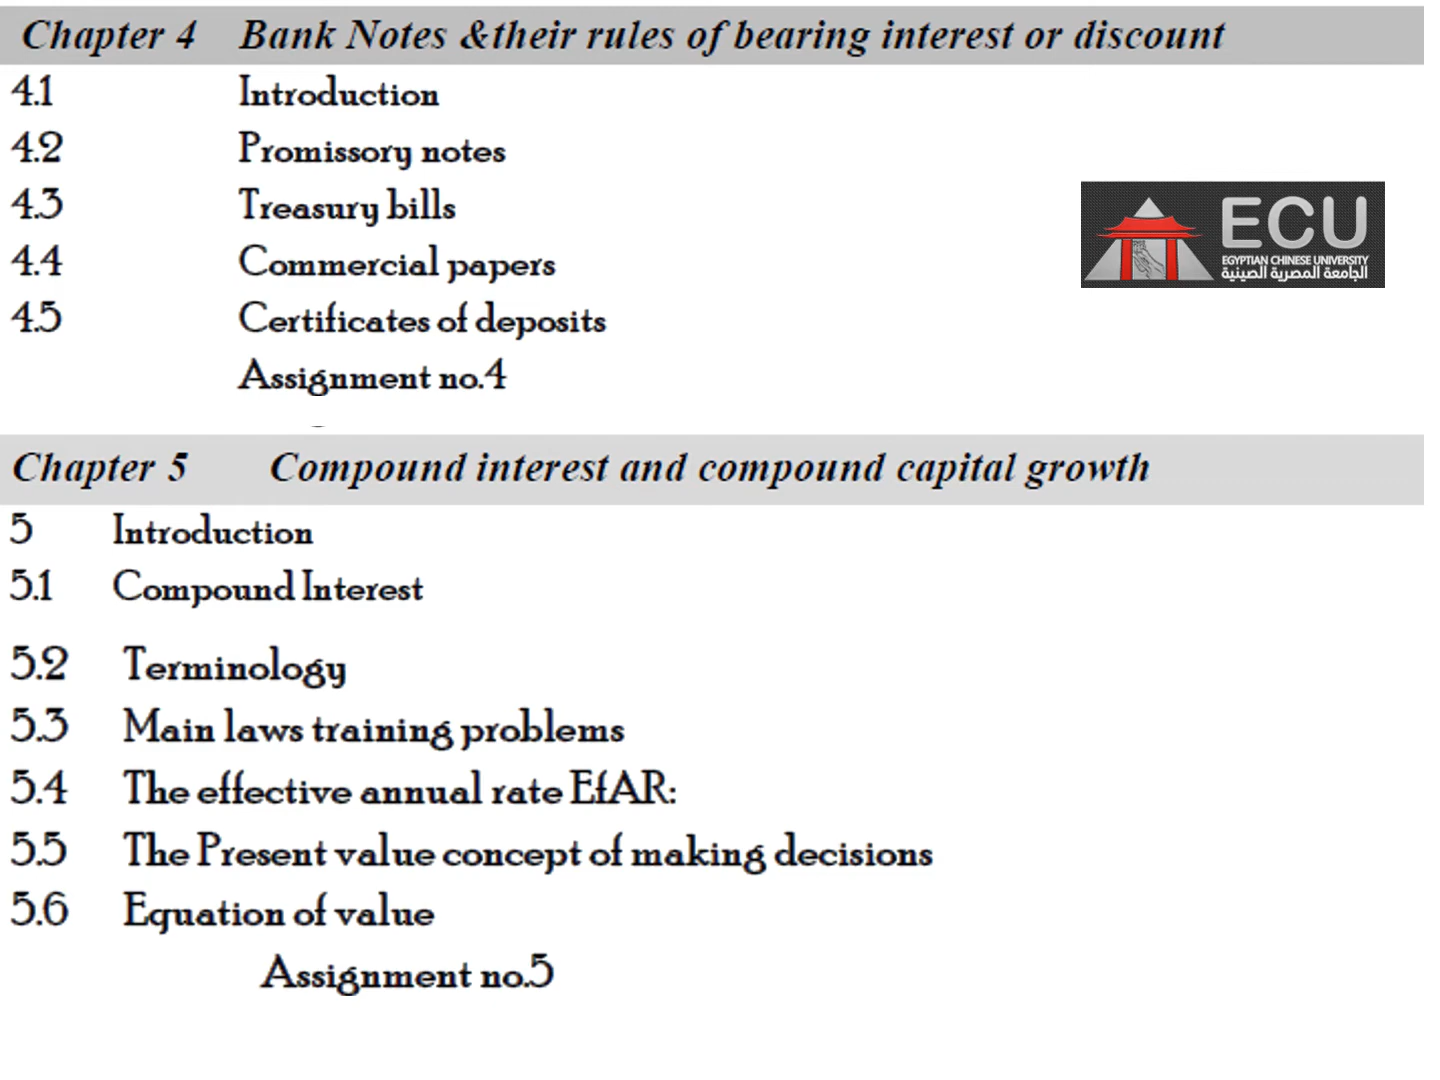 Chapter 4 Bank Notes &their rules of bearing interest or discount
4.1 Introduction
4.2 Promissory notes
4.3 Treasury bills
4.4 Commercial papers
4.5 Certificates of deposits
Assignment no.4
ECU
EGYPTIAN CHINESE UNIVERSITY
الجامعة المصرية الصينية
Chapter 5 Compound interest and compound capital growth
5 Introduction
5.1 Compound Interest
5.2 Terminology
5.3 Main laws training problems
5.4 The effective annual rate EfAR:
5.5 The Present value concept of making decisions
5.6 Equation of value
Assignment no.5